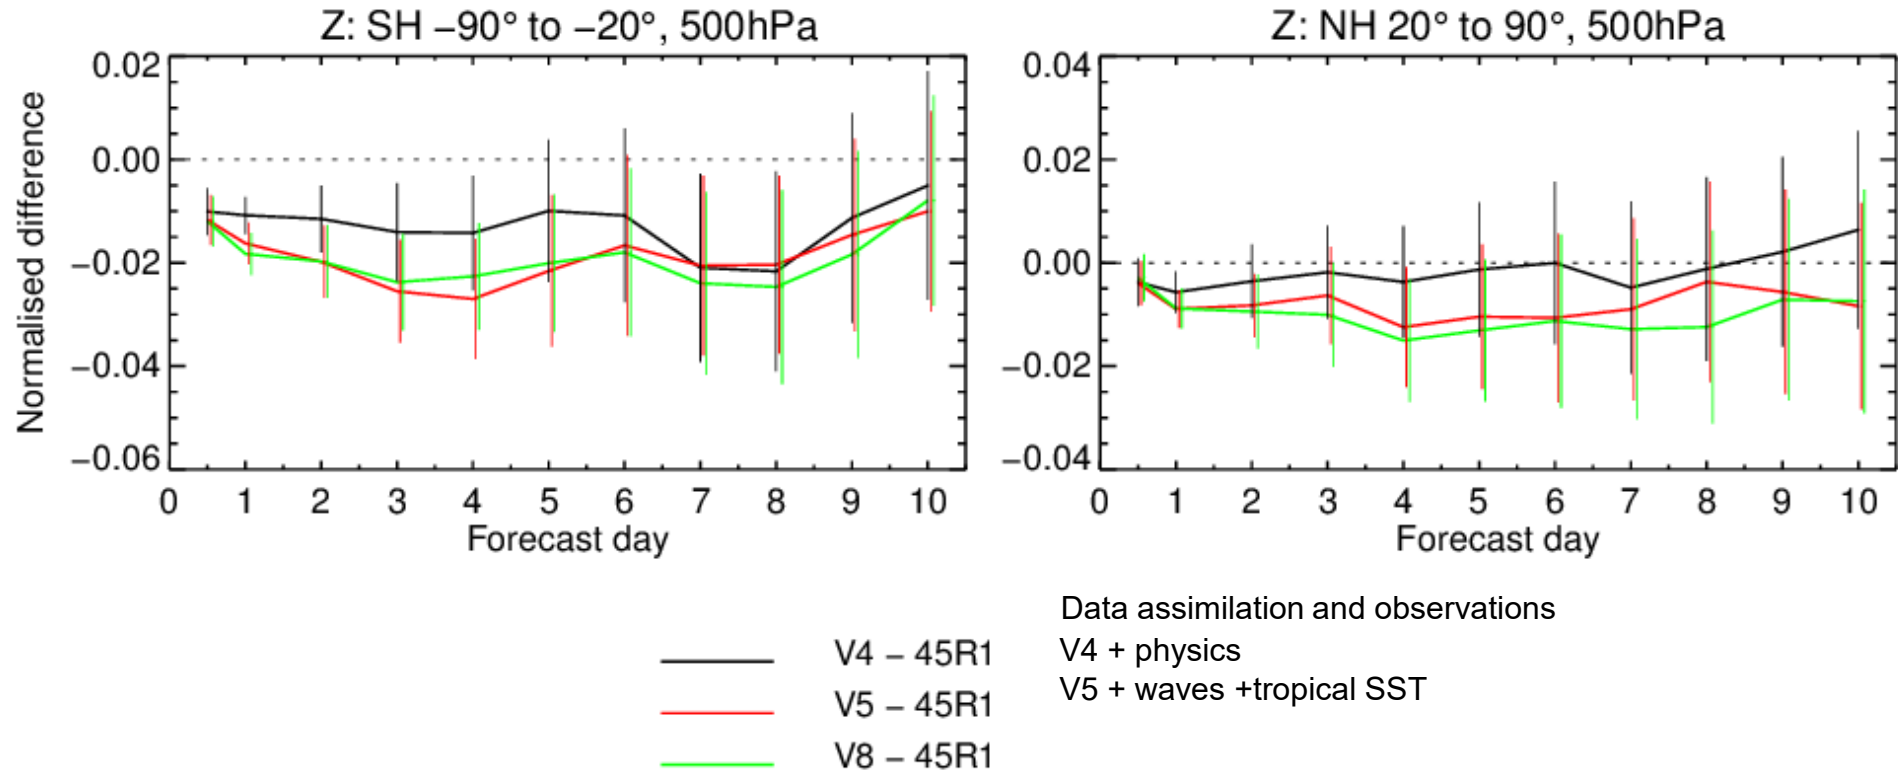 Z: SH −90° to −20°, 500hPa
0.02
0.00
−0.02
−0.04
−0.06
Normalised difference
0 1 2 3 4 5 6 7 8 9 10
Forecast day
Z: NH 20° to 90°, 500hPa
0.04
0.02
0.00
−0.02
−0.04
0 1 2 3 4 5 6 7 8 9 10
Forecast day
V4 − 45R1
V5 − 45R1
V8 − 45R1
Data assimilation and observations
V4 + physics
V5 + waves +tropical SST